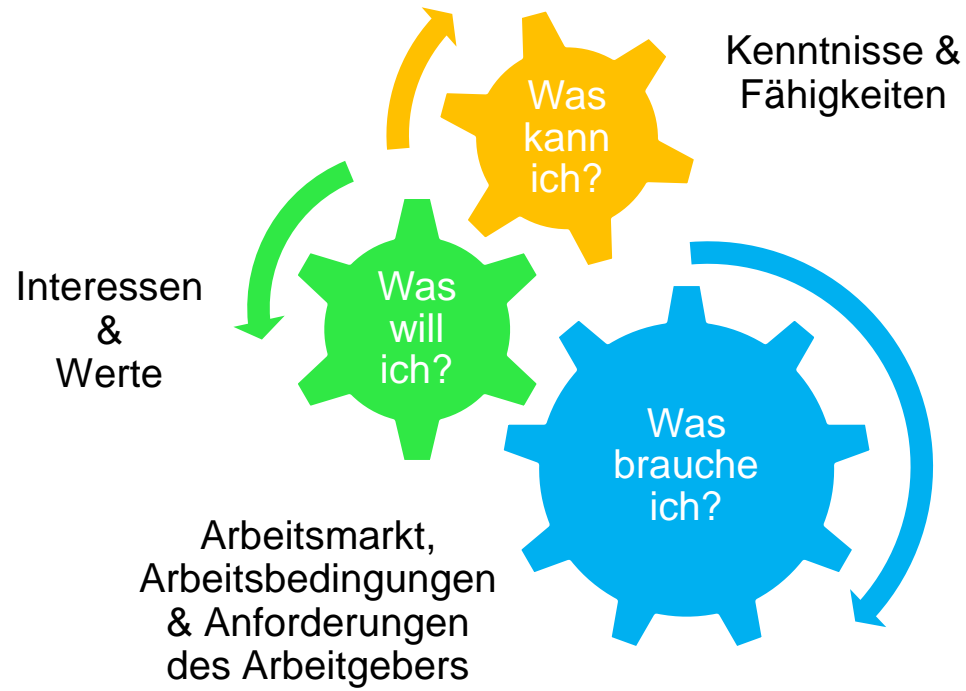 Was
kann
ich?
Kenntnisse &
Fähigkeiten
Interessen
&
Werte
Was
will
ich?
Was
brauche
ich?
Arbeitsmarkt,
Arbeitsbedingungen
& Anforderungen
des Arbeitgebers